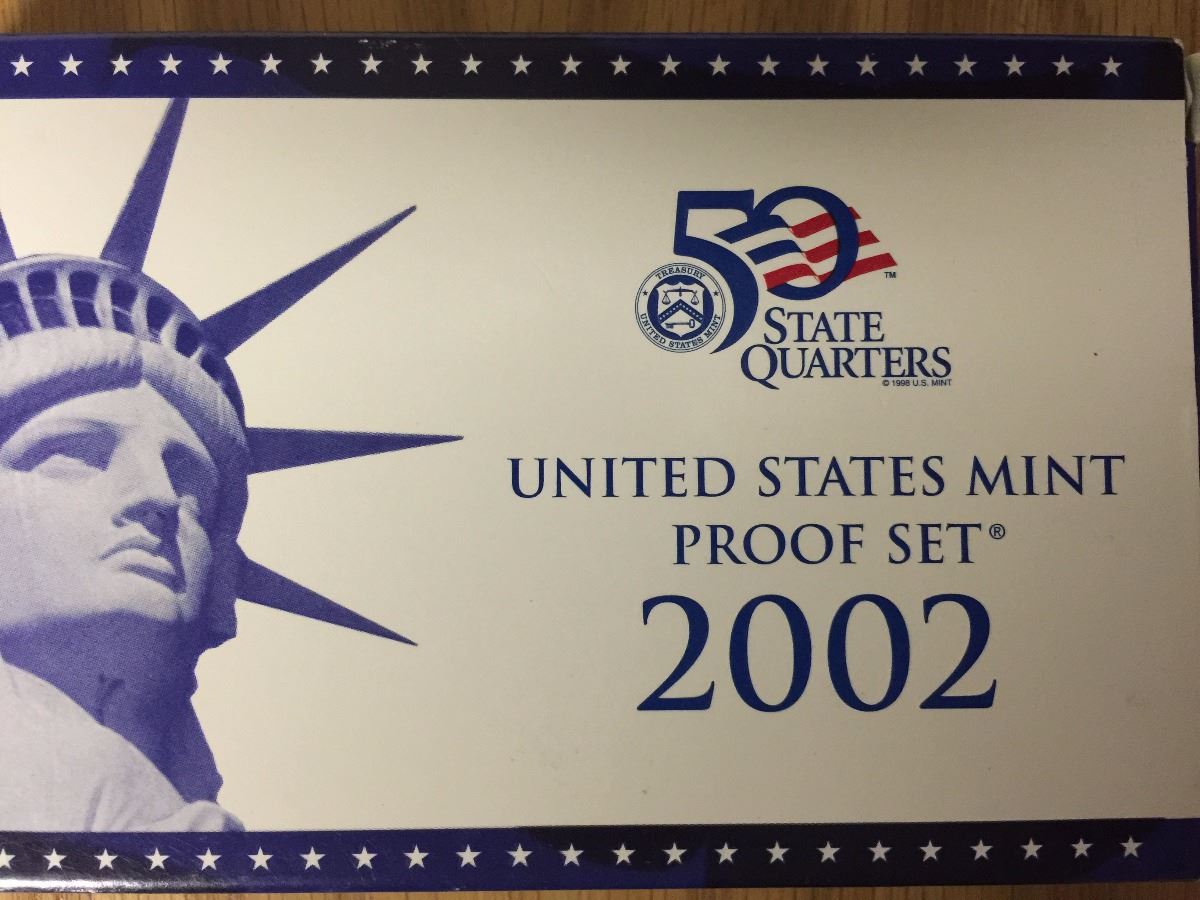 50
TM
TREASURY
UNITED STATES MINT
STATE
QUARTERS
© 1998 U.S. MINT
UNITED STATES MINT
PROOF SET®
2002